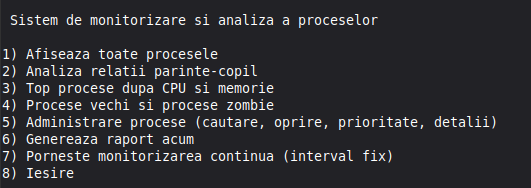 Sistem de monitorizare si analiza a proceselor
1) Afiseaza toate procesele
2) Analiza relatii parinte-copil
3) Top procese dupa CPU si memorie
4) Procese vechi si procese zombie
5) Administrare procese (cautare, oprire, prioritate, detalii)
6) Genereaza raport acum
7) Porneste monitorizarea continua (interval fix)
8) Iesire